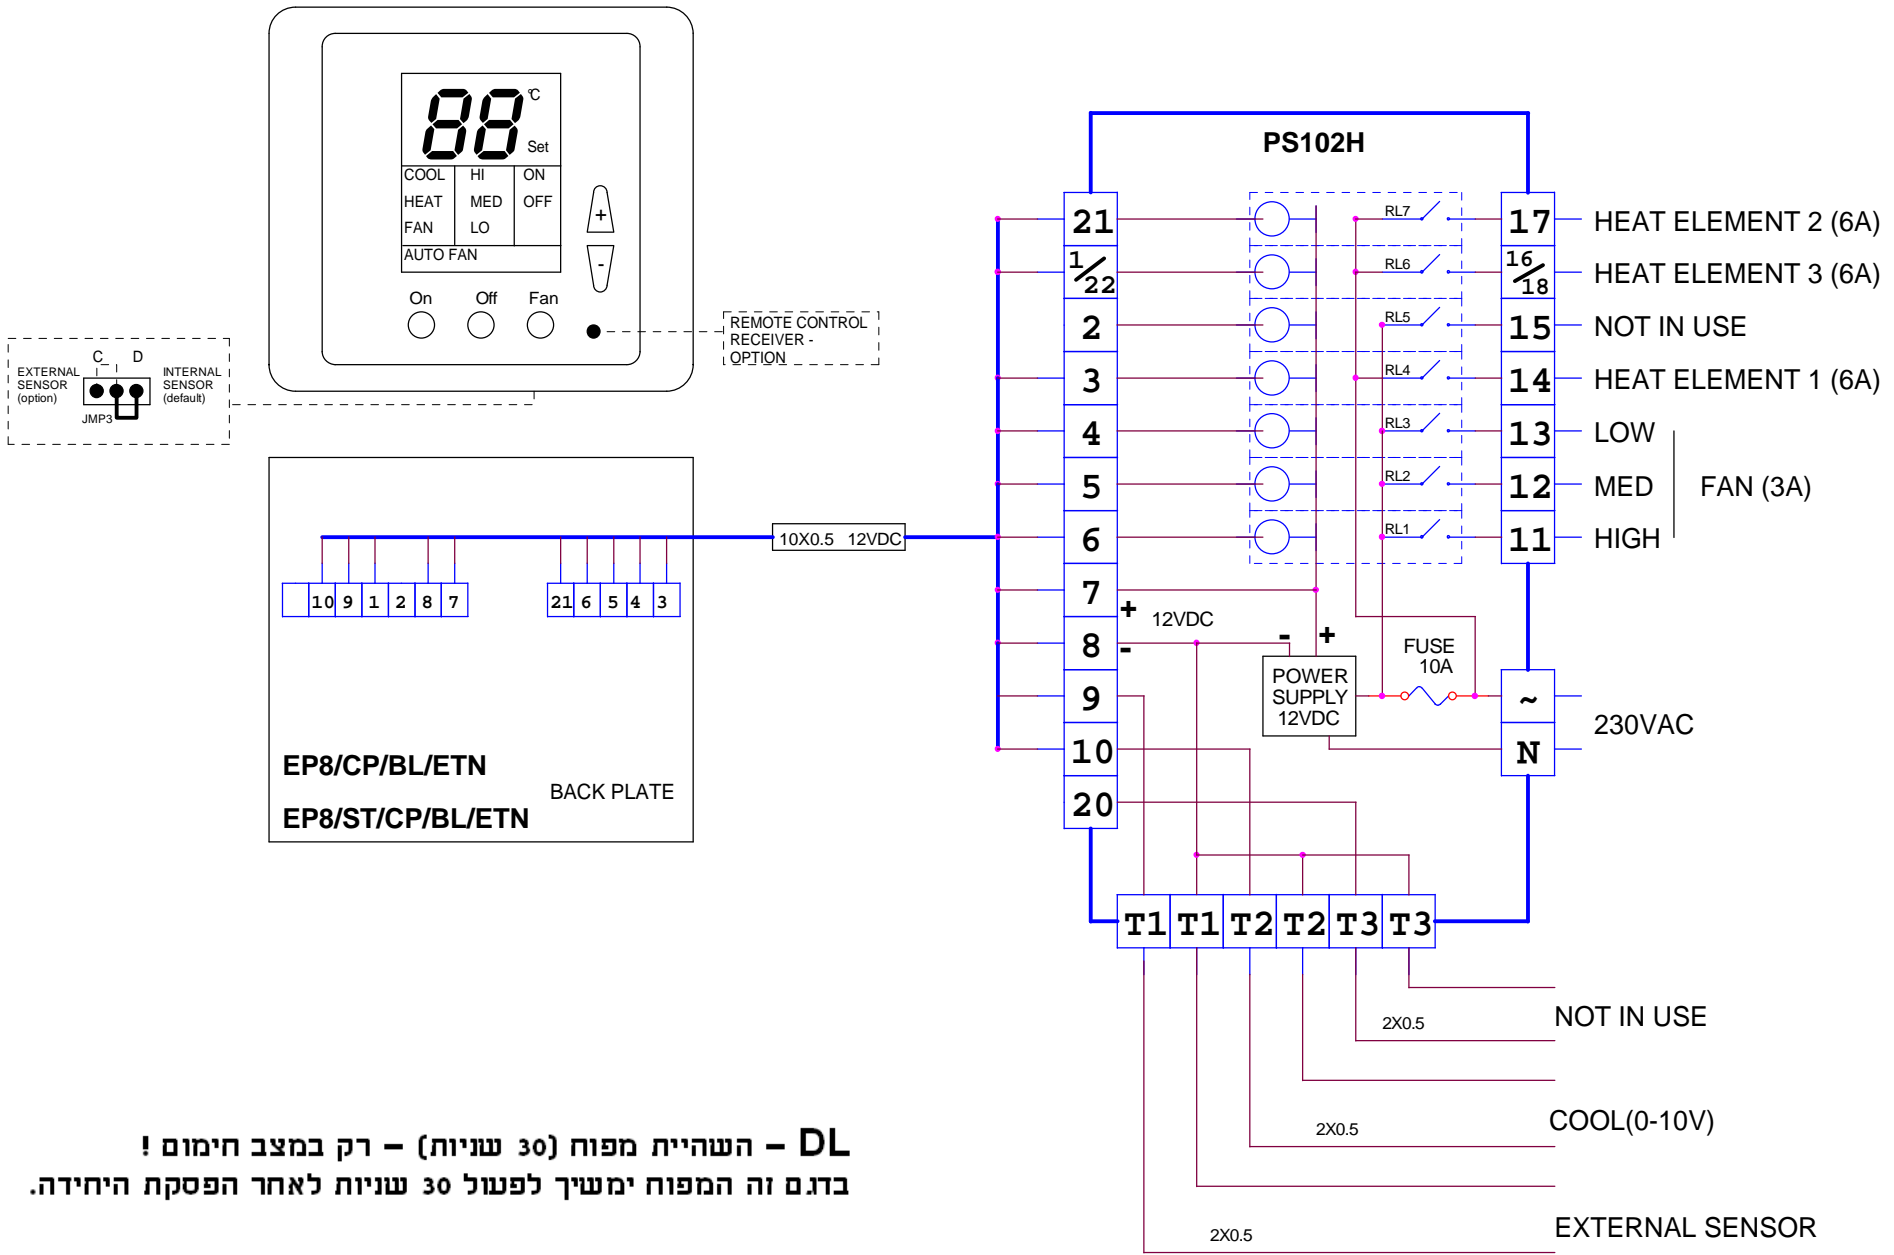 88 °C
Set
COOL HI ON
HEAT MED OFF
FAN LO
AUTO FAN
+
-
On Off Fan
REMOTE CONTROL
RECEIVER -
OPTION
C D
EXTERNAL
SENSOR
(option)
INTERNAL
SENSOR
(default)
JMP3
10X0.5 12VDC
10 9 1 2 8 7
21 6 5 4 3
EP8/CP/BL/ETN
BACK PLATE
EP8/ST/CP/BL/ETN
PS102H
21 RL7 17 HEAT ELEMENT 2 (6A)
1/22 RL6 16/18 HEAT ELEMENT 3 (6A)
2 RL5 15 NOT IN USE
3 RL4 14 HEAT ELEMENT 1 (6A)
4 RL3 13 LOW
5 RL2 12 MED FAN (3A)
6 RL1 11 HIGH
7
+ 12VDC
8 -
- +
FUSE
10A
POWER
SUPPLY
12VDC
9 ~
230VAC
10 N
20
T1 T1 T2 T2 T3 T3
NOT IN USE
2X0.5
COOL(0-10V)
2X0.5
EXTERNAL SENSOR
2X0.5
DL – השהיית מפוח (30 שניות) – רק במצב חימום !
בדגם זה המפוח ימשיך לפעול 30 שניות לאחר הפסקת היחידה.